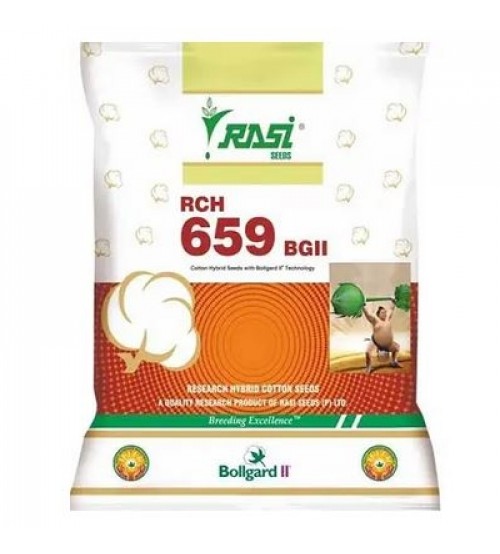 RASI
SEEDS
RCH
659 BGII
Cotton Hybrid Seeds with Bollgard II® Technology
RESEARCH HYBRID COTTON SEEDS
A QUALITY RESEARCH PRODUCT OF RASI SEEDS (P) LTD
Breeding Excellence™
Bollgard II®